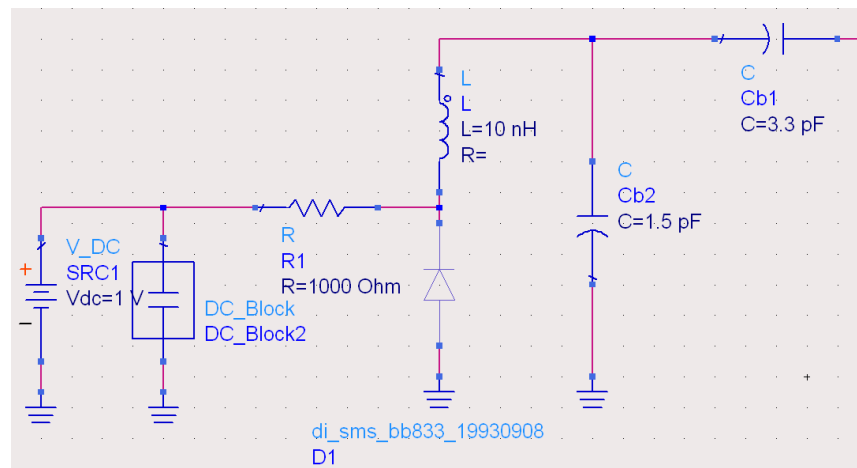 L
L
L=10 nH
R=
C
Cb1
C=3.3 pF
C
Cb2
C=1.5 pF
R
R1
R=1000 Ohm
+
V_DC
SRC1
Vdc=1 V
−
DC_Block
DC_Block2
di_sms_bb833_19930908
D1